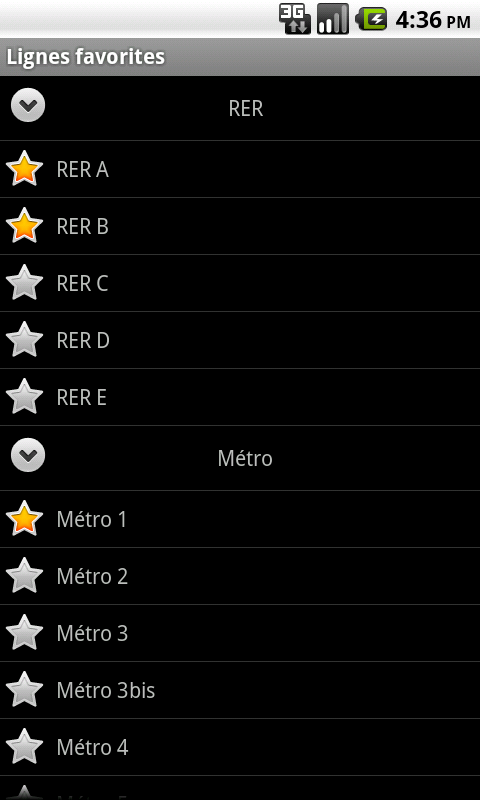 3G 4:36 PM
Lignes favorites
RER
RER A
RER B
RER C
RER D
RER E
Métro
Métro 1
Métro 2
Métro 3
Métro 3bis
Métro 4